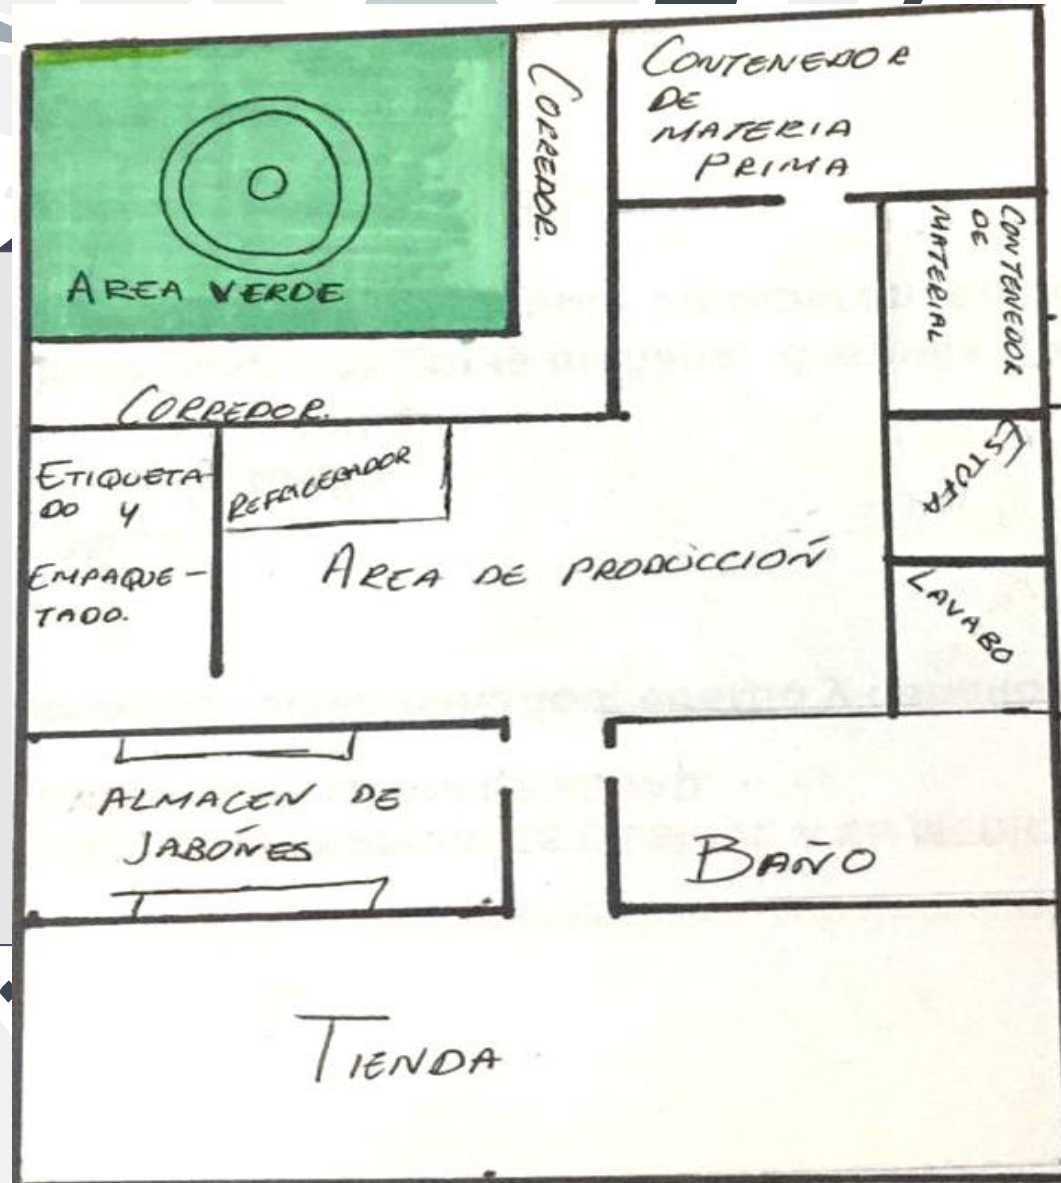 CORREDOR.
CONTENEDOR
DE
MATERIA
PRIMA
AREA VERDE
CONTENEDOR
DE
MATERIAL
CORREDOR.
ETIQUETA-
DO Y
EMPAQUE-
TADO.
REFRIGERADOR
ESTUFA
AREA DE PRODUCCIÓN
LAVABO
ALMACEN DE
JABÓNES
BAÑO
TIENDA